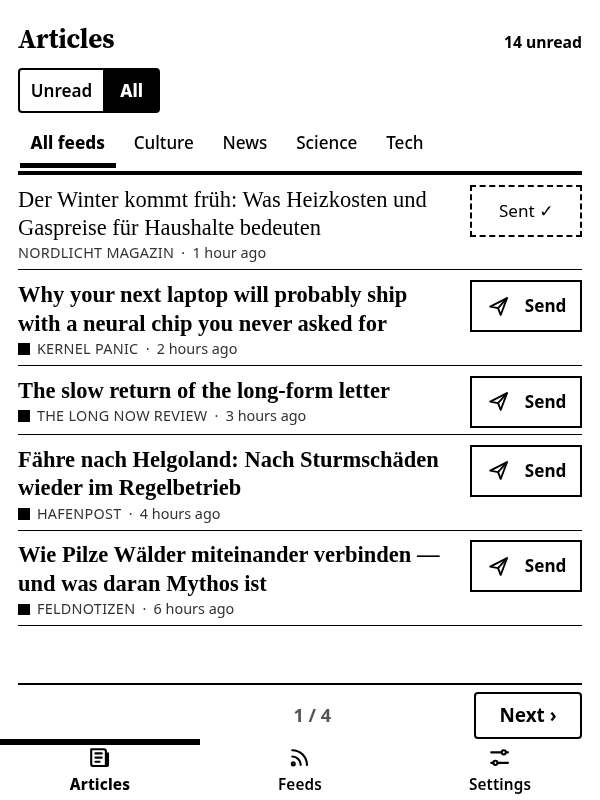 Articles
14 unread
Unread All
All feeds Culture News Science Tech
Der Winter kommt früh: Was Heizkosten und
Gaspreise für Haushalte bedeuten
NORDLICHT MAGAZIN · 1 hour ago
Sent ✓
Why your next laptop will probably ship
with a neural chip you never asked for
KERNEL PANIC · 2 hours ago
Send
The slow return of the long-form letter
THE LONG NOW REVIEW · 3 hours ago
Send
Fähre nach Helgoland: Nach Sturmschäden
wieder im Regelbetrieb
HAFENPOST · 4 hours ago
Send
Wie Pilze Wälder miteinander verbinden —
und was daran Mythos ist
FELDNOTIZEN · 6 hours ago
Send
1 / 4
Next ›
Articles Feeds Settings